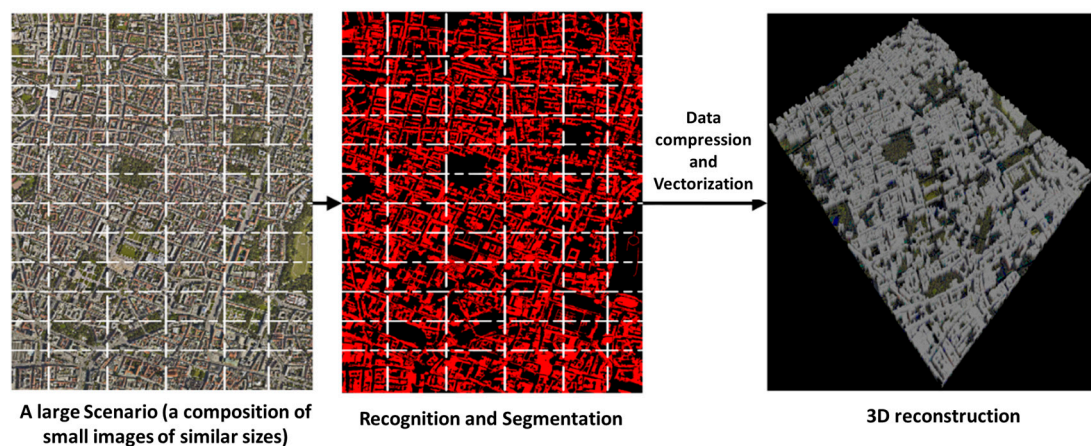 Data
compression
and
Vectorization
A large Scenario (a composition of
small images of similar sizes)
Recognition and Segmentation
3D reconstruction